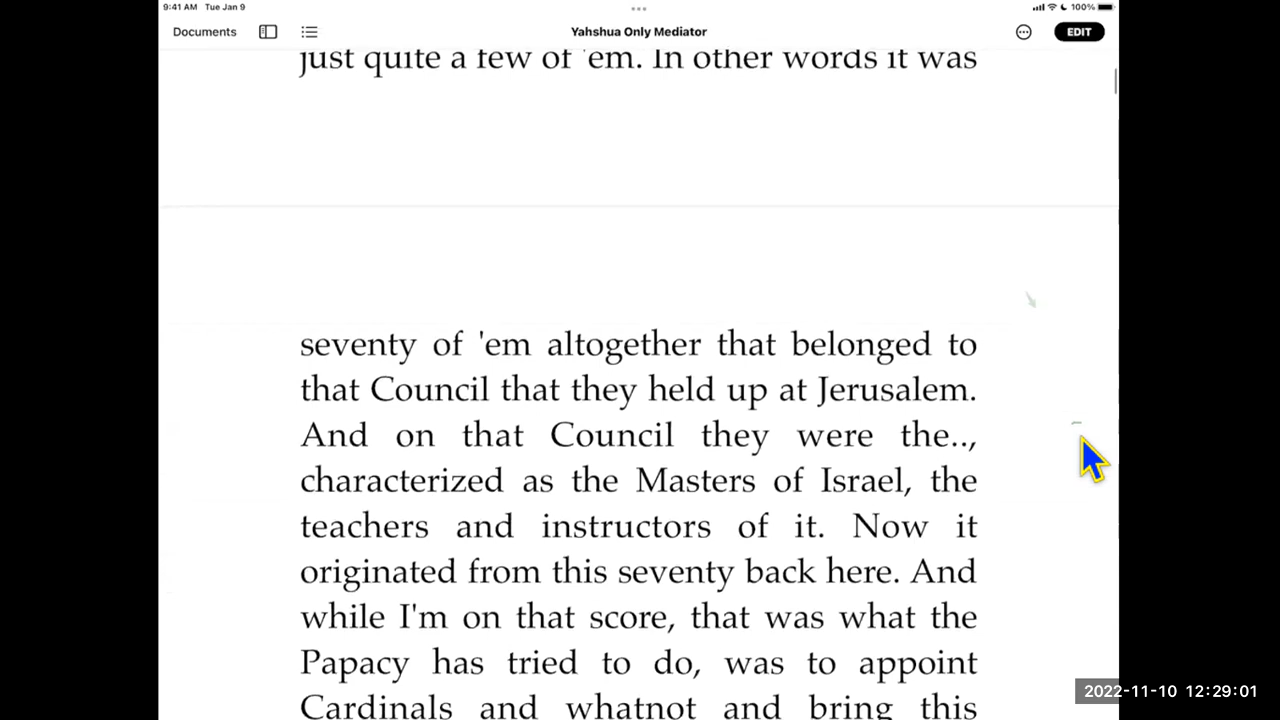 9:41 AM Tue Jan 9
100%
Documents
Yahshua Only Mediator
EDIT
just quite a few of 'em. In other words it was
seventy of 'em altogether that belonged to
that Council that they held up at Jerusalem.
And on that Council they were the..,
characterized as the Masters of Israel, the
teachers and instructors of it. Now it
originated from this seventy back here. And
while I'm on that score, that was what the
Papacy has tried to do, was to appoint
Cardinals and whatnot and bring this
2022-11-10 12:29:01